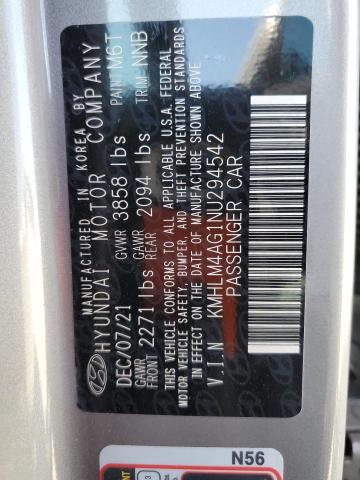 MANUFACTURED IN KOREA BY
HYUNDAI MOTOR COMPANY
DEC/07/21 GVWR 3858 lbs PAINT M6T
GAWR FRONT 2271 lbs GAWR REAR 2094 lbs TRIM NNB
THIS VEHICLE CONFORMS TO ALL APPLICABLE U.S.A. FEDERAL
MOTOR VEHICLE SAFETY, BUMPER, AND THEFT PREVENTION STANDARDS
IN EFFECT ON THE DATE OF MANUFACTURE SHOWN ABOVE
V.I.N KMHLM4AG1NU294542
PASSENGER CAR
N56
3